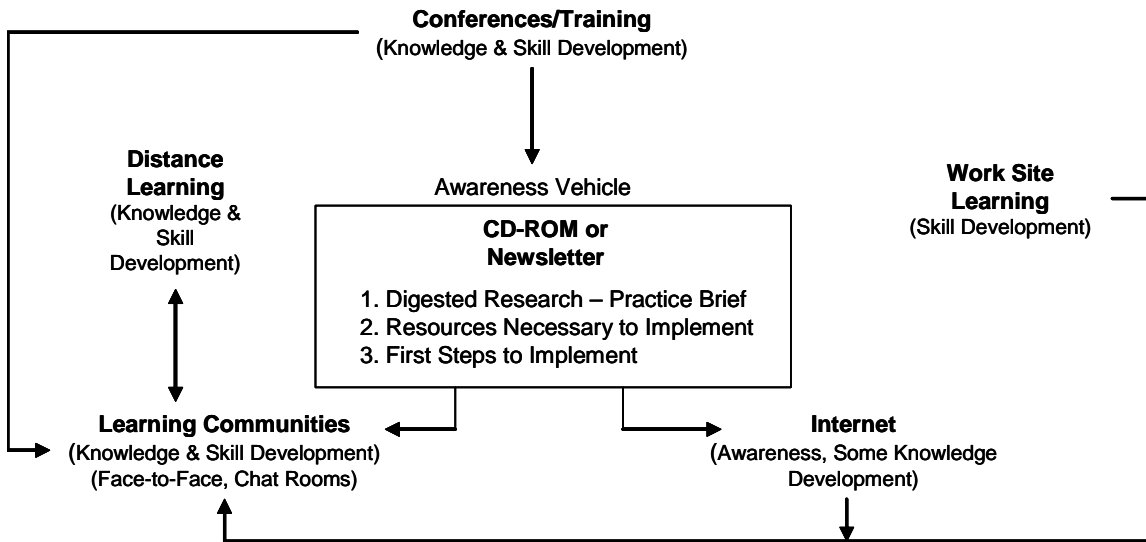 Conferences/Training
(Knowledge & Skill Development)
Distance
Learning
(Knowledge &
Skill
Development)
Awareness Vehicle
CD-ROM or
Newsletter
1. Digested Research – Practice Brief
2. Resources Necessary to Implement
3. First Steps to Implement
Work Site
Learning
(Skill Development)
Learning Communities
(Knowledge & Skill Development)
(Face-to-Face, Chat Rooms)
Internet
(Awareness, Some Knowledge
Development)